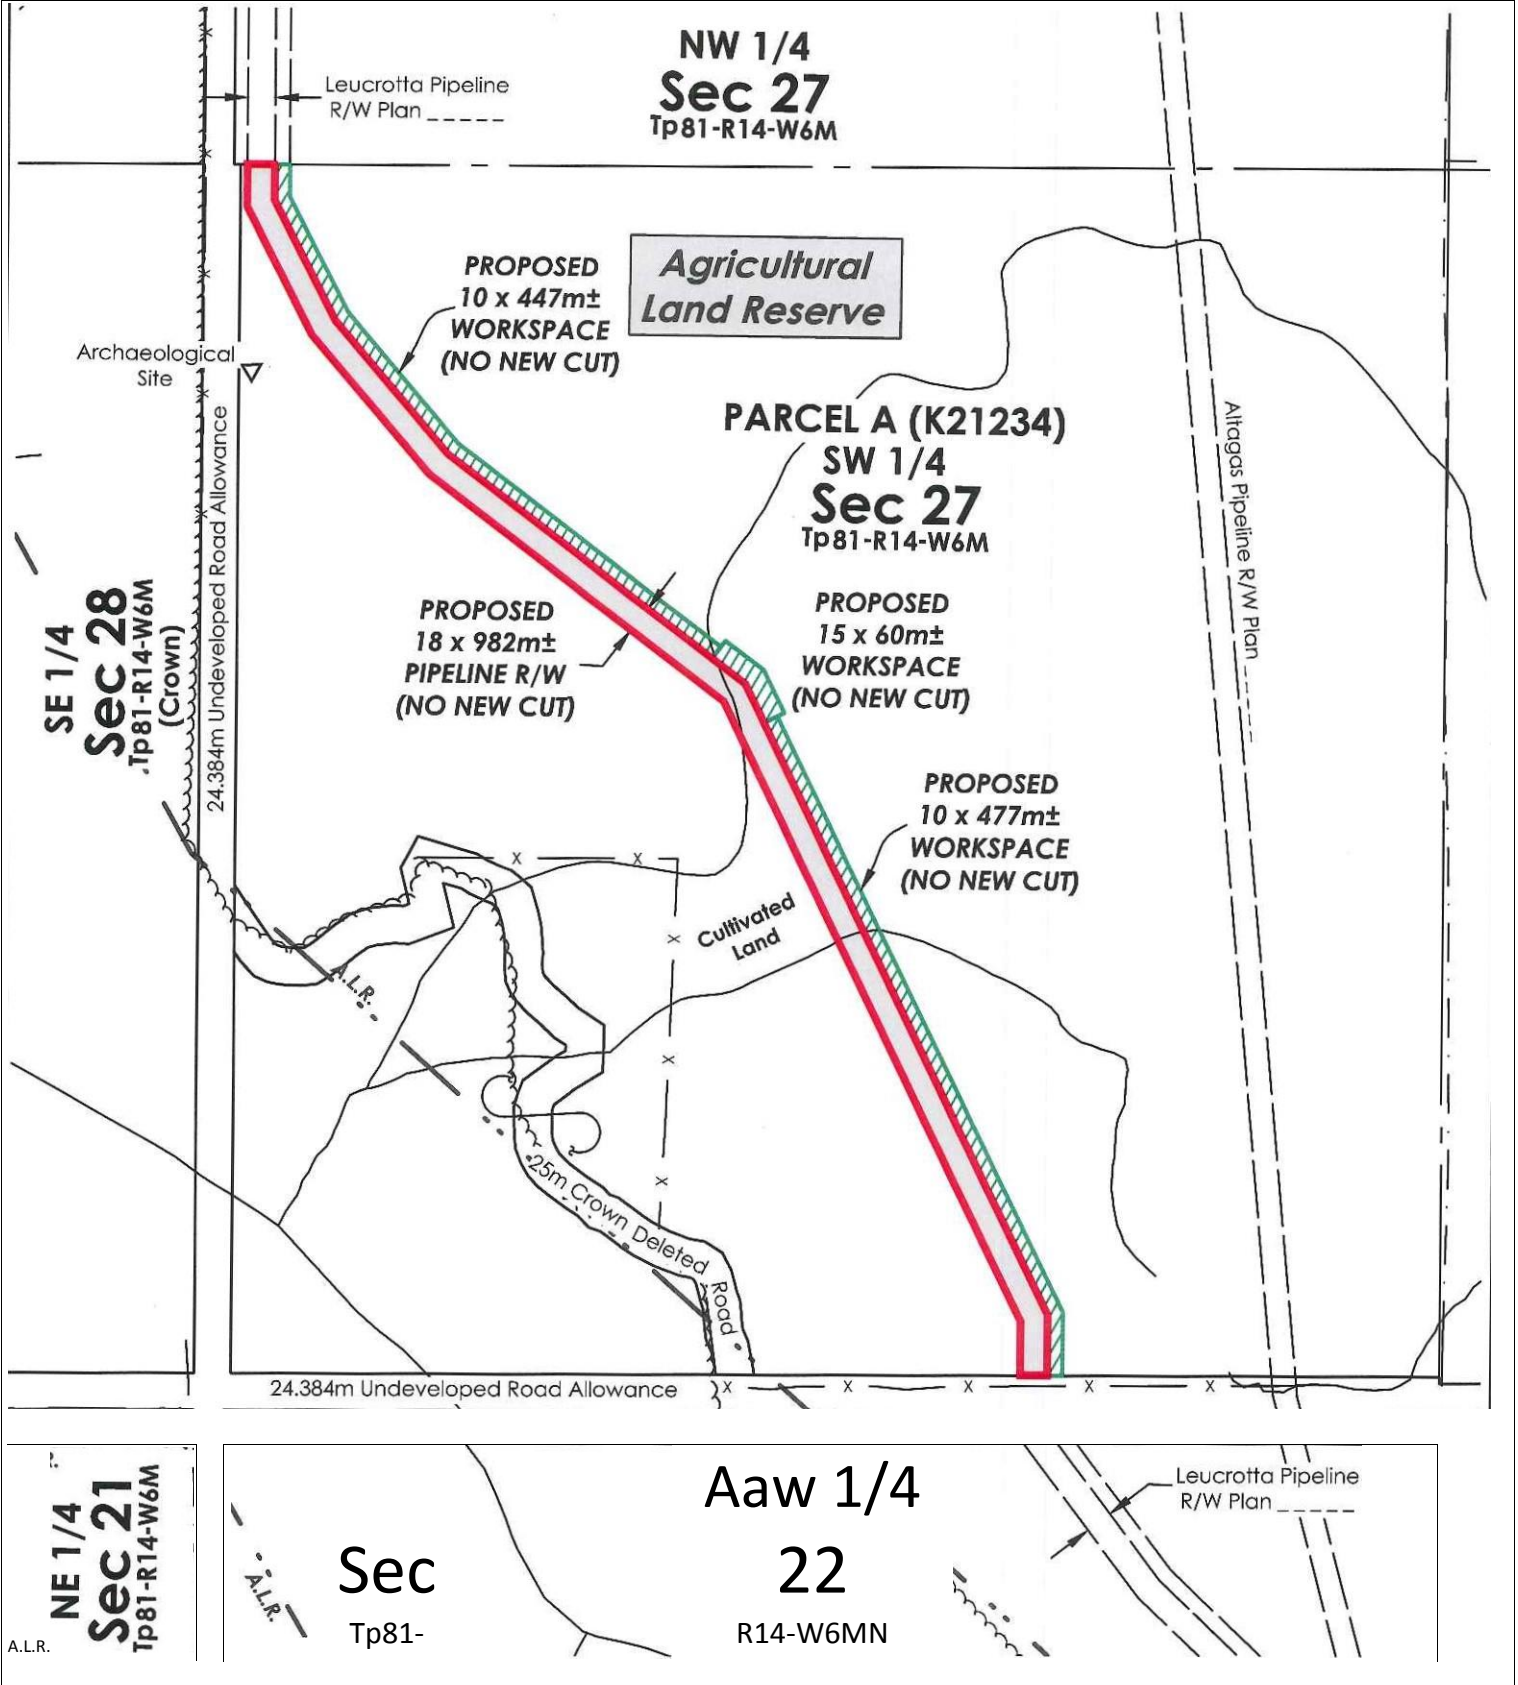 NW 1/4
Sec 27
Tp81-R14-W6M
Leucrotta Pipeline
R/W Plan _____
PROPOSED
10 x 447m±
WORKSPACE
(NO NEW CUT)
Agricultural
Land Reserve
Archaeological
Site
PARCEL A (K21234)
SW 1/4
Sec 27
Tp81-R14-W6M
Altagas Pipeline R/W Plan _____
24.384m Undeveloped Road Allowance
SE 1/4
Sec 28
Tp81-R14-W6M
(Crown)
PROPOSED
18 x 982m±
PIPELINE R/W
(NO NEW CUT)
PROPOSED
15 x 60m±
WORKSPACE
(NO NEW CUT)
PROPOSED
10 x 477m±
WORKSPACE
(NO NEW CUT)
Cultivated
Land
A.L.R.
25m Crown Deleted Road
24.384m Undeveloped Road Allowance
NE 1/4
Sec 21
Tp81-R14-W6M
A.L.R.
A.L.R.
Aaw 1/4
Sec 22
Tp81- R14-W6MN
Leucrotta Pipeline
R/W Plan _____